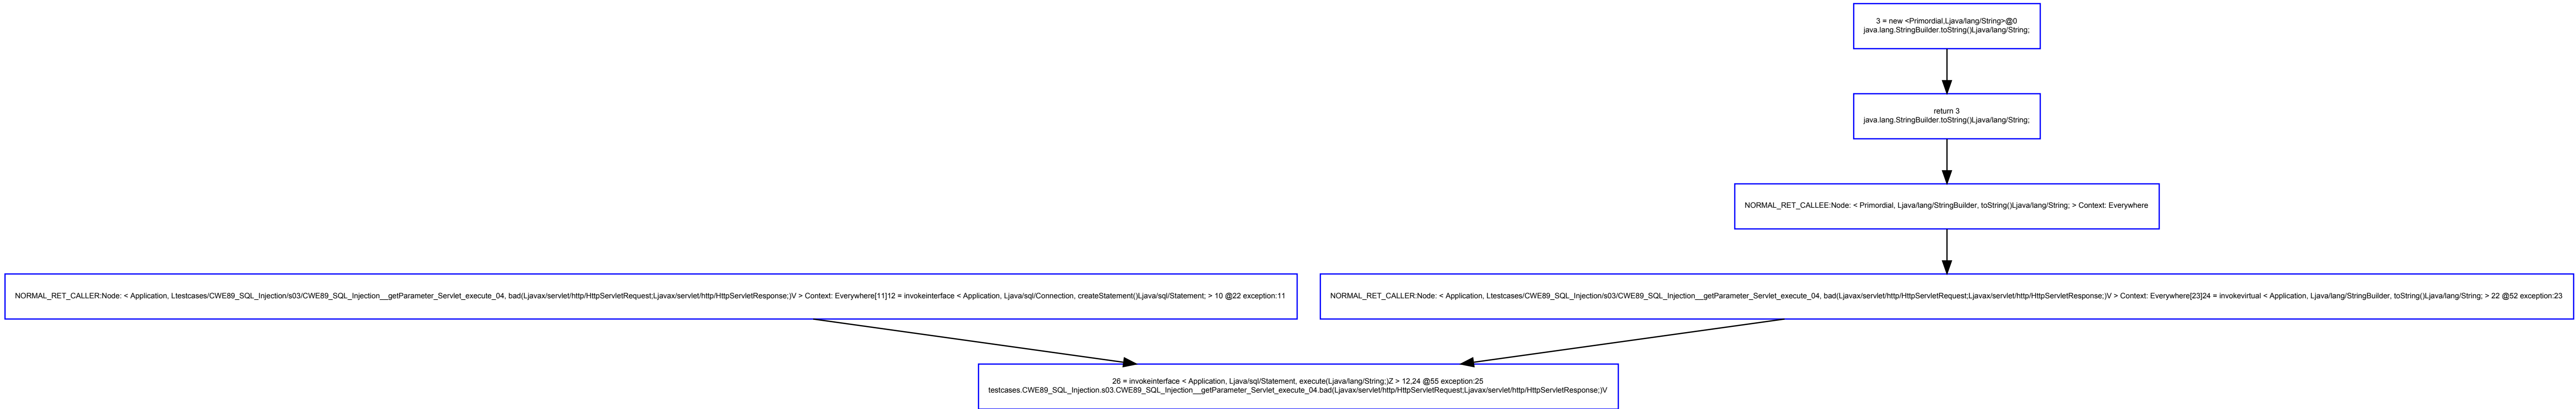 3 = new <Primordial,Ljava/lang/String>@0
java.lang.StringBuilder.toString()Ljava/lang/String;
return 3
java.lang.StringBuilder.toString()Ljava/lang/String;
NORMAL_RET_CALLEE:Node: < Primordial, Ljava/lang/StringBuilder, toString()Ljava/lang/String; > Context: Everywhere
NORMAL_RET_CALLER:Node: < Application, Ltestcases/CWE89_SQL_Injection/s03/CWE89_SQL_Injection__getParameter_Servlet_execute_04, bad(Ljavax/servlet/http/HttpServletRequest;Ljavax/servlet/http/HttpServletResponse;)V > Context: Everywhere[11]12 = invokeinterface < Application, Ljava/sql/Connection, createStatement()Ljava/sql/Statement; > 10 @22 exception:11
NORMAL_RET_CALLER:Node: < Application, Ltestcases/CWE89_SQL_Injection/s03/CWE89_SQL_Injection__getParameter_Servlet_execute_04, bad(Ljavax/servlet/http/HttpServletRequest;Ljavax/servlet/http/HttpServletResponse;)V > Context: Everywhere[23]24 = invokevirtual < Application, Ljava/lang/StringBuilder, toString()Ljava/lang/String; > 22 @52 exception:23
26 = invokeinterface < Application, Ljava/sql/Statement, execute(Ljava/lang/String;)Z > 12,24 @55 exception:25
testcases.CWE89_SQL_Injection.s03.CWE89_SQL_Injection__getParameter_Servlet_execute_04.bad(Ljavax/servlet/http/HttpServletRequest;Ljavax/servlet/http/HttpServletResponse;)V